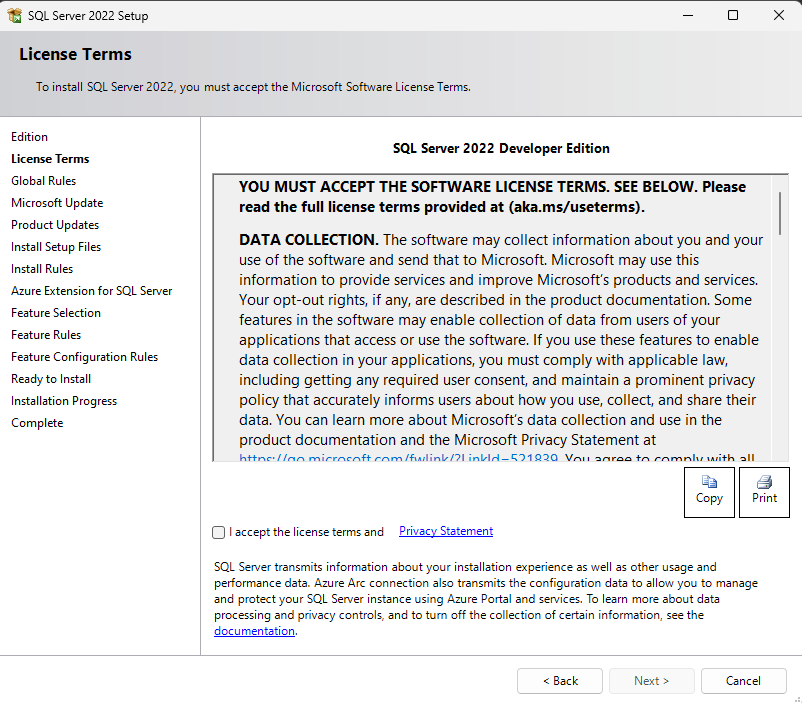 SQL Server 2022 Setup
License Terms
To install SQL Server 2022, you must accept the Microsoft Software License Terms.
Edition
License Terms
Global Rules
Microsoft Update
Product Updates
Install Setup Files
Install Rules
Azure Extension for SQL Server
Feature Selection
Feature Rules
Feature Configuration Rules
Ready to Install
Installation Progress
Complete
SQL Server 2022 Developer Edition
YOU MUST ACCEPT THE SOFTWARE LICENSE TERMS. SEE BELOW. Please
read the full license terms provided at (aka.ms/useterms).
DATA COLLECTION. The software may collect information about you and your
use of the software and send that to Microsoft. Microsoft may use this
information to provide services and improve Microsoft's products and services.
Your opt-out rights, if any, are described in the product documentation. Some
features in the software may enable collection of data from users of your
applications that access or use the software. If you use these features to enable
data collection in your applications, you must comply with applicable law,
including getting any required user consent, and maintain a prominent privacy
policy that accurately informs users about how you use, collect, and share their
data. You can learn more about Microsoft's data collection and use in the
product documentation and the Microsoft Privacy Statement at
https://go.microsoft.com/fwlink/?LinkId=521839. You agree to comply with all
Copy
Print
I accept the license terms and Privacy Statement
SQL Server transmits information about your installation experience as well as other usage and
performance data. Azure Arc connection also transmits the configuration data to allow you to manage
and protect your SQL Server instance using Azure Portal and services. To learn more about data
processing and privacy controls, and to turn off the collection of certain information, see the
documentation.
< Back
Next >
Cancel